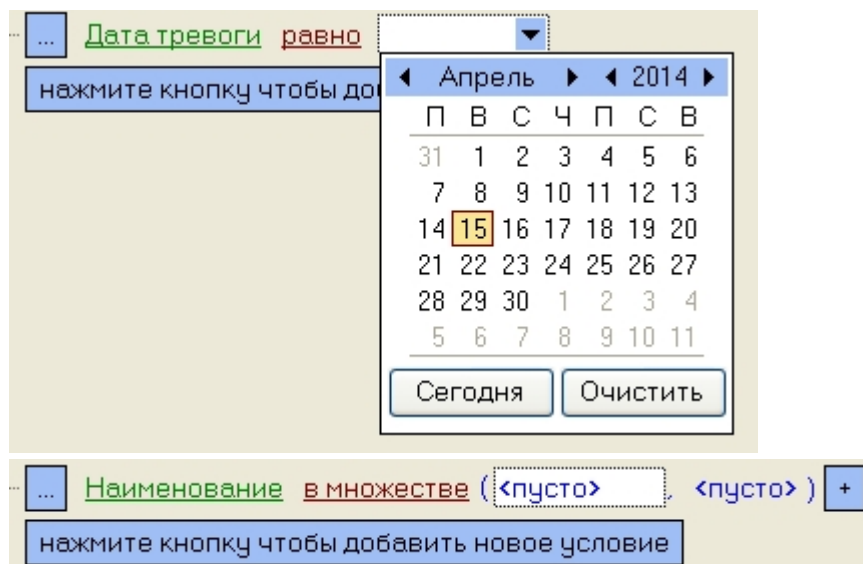 ... Дата тревоги равно
нажмите кнопку чтобы
Апрель 2014
П В С Ч П С В
31 1 2 3 4 5 6
7 8 9 10 11 12 13
14 15 16 17 18 19 20
21 22 23 24 25 26 27
28 29 30 1 2 3 4
5 6 7 8 9 10 11
Сегодня Очистить
... Наименование в множестве ( <пусто> , <пусто> ) +
нажмите кнопку чтобы добавить новое условие